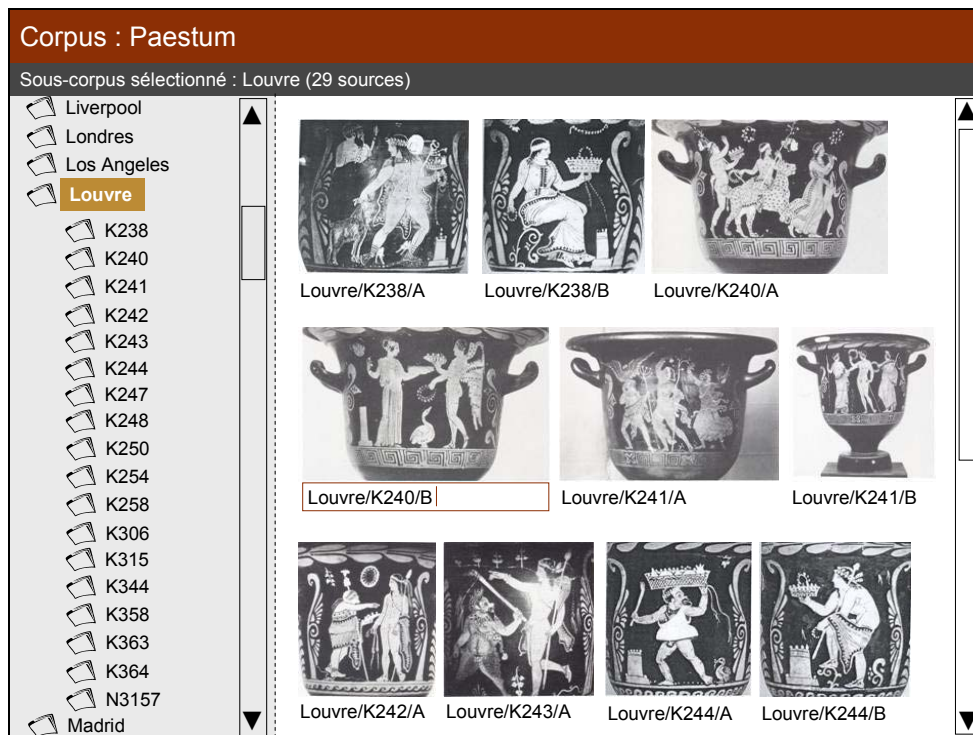 Corpus : Paestum
Sous-corpus sélectionné : Louvre (29 sources)
Liverpool
Londres
Los Angeles
Louvre
K238
K240
K241
K242
K243
K244
K247
K248
K250
K254
K258
K306
K315
K344
K358
K363
K364
N3157
Madrid
Louvre/K238/A
Louvre/K238/B
Louvre/K240/A
Louvre/K240/B
Louvre/K241/A
Louvre/K241/B
Louvre/K242/A
Louvre/K243/A
Louvre/K244/A
Louvre/K244/B